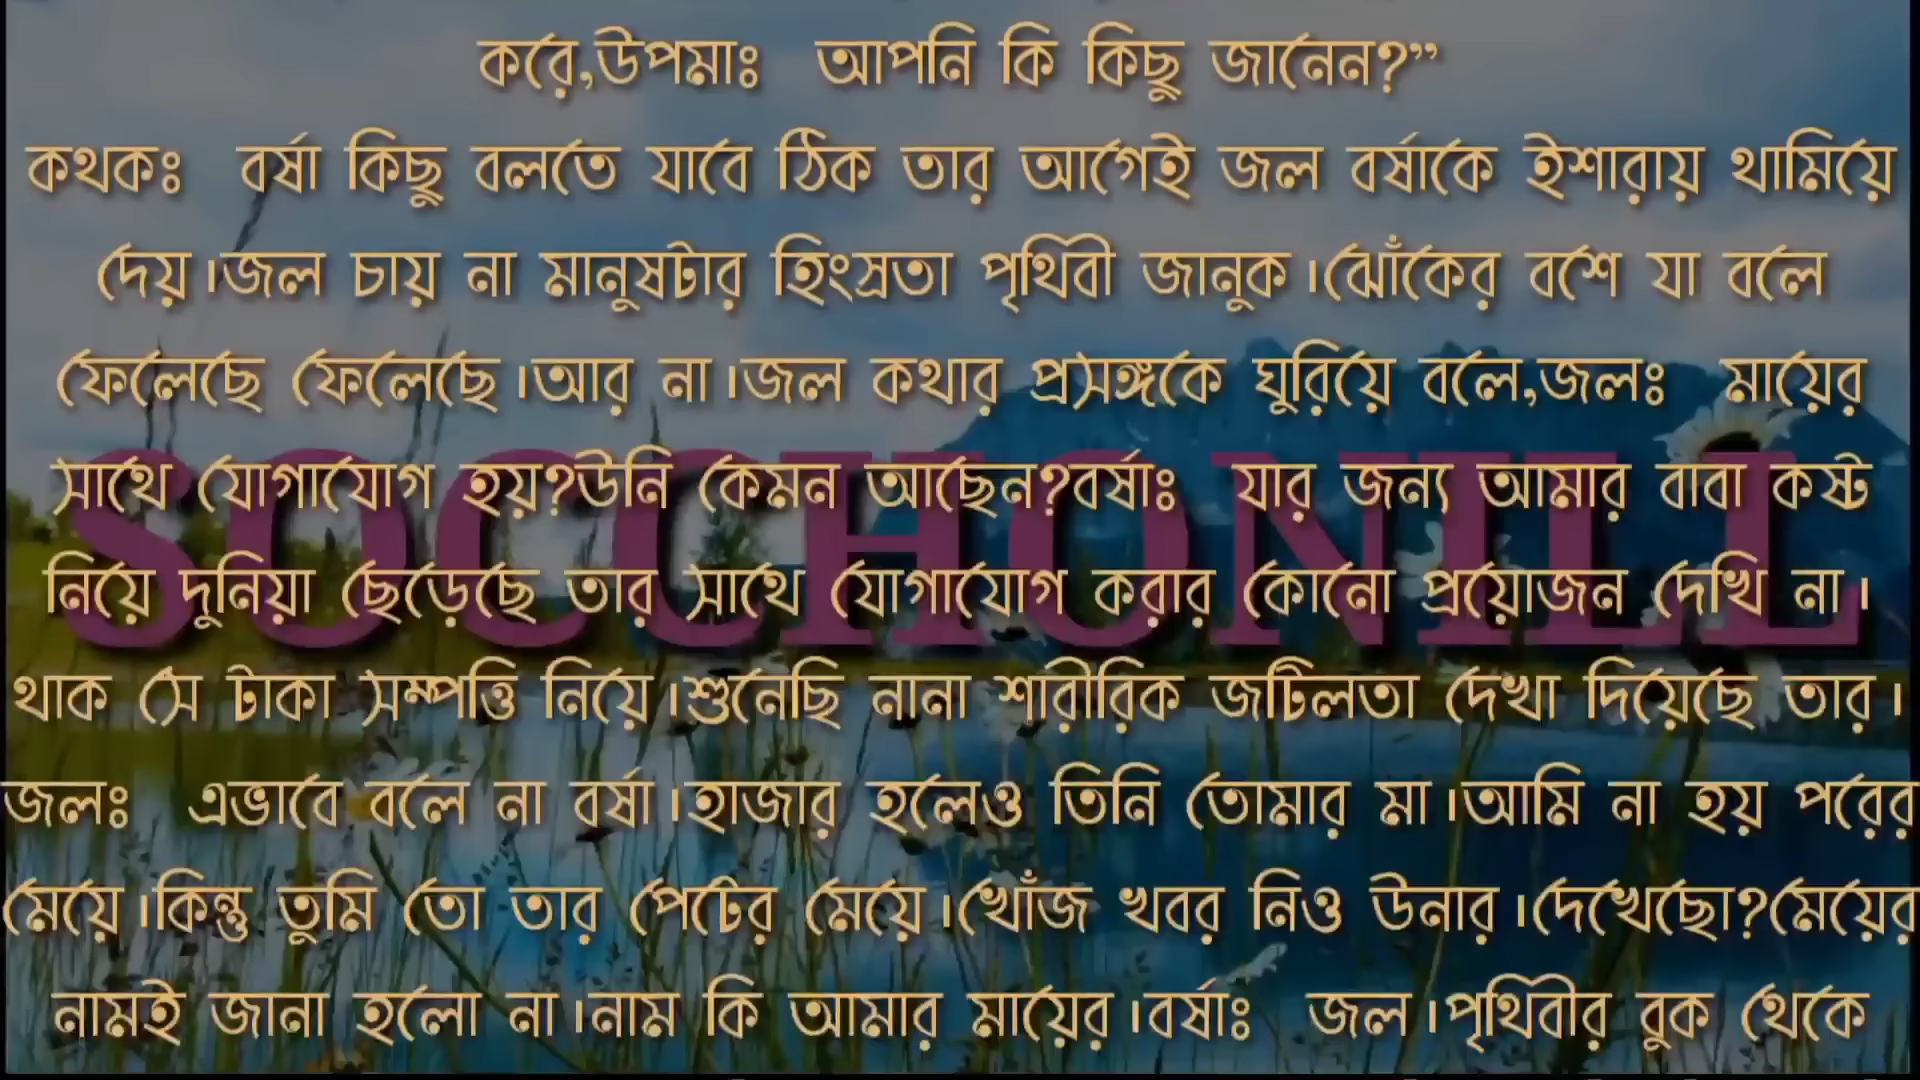 করে,উপমাঃ আপনি কি কিছু জানেন?”
কথকঃ বর্ষা কিছু বলতে যাবে ঠিক তার আগেই জল বর্ষাকে ইশারায় থামিয়ে
দেয়।জল চায় না মানুষটার হিংস্রতা পৃথিবী জানুক।ঝোঁকের বশে যা বলে
ফেলেছে ফেলেছে।আর না।জল কথার প্রসঙ্গকে ঘুরিয়ে বলে,জলঃ মায়ের
সাথে যোগাযোগ হয়?উনি কেমন আছেন?বর্ষাঃ যার জন্য আমার বাবা কষ্ট
নিয়ে দুনিয়া ছেড়েছে তার সাথে যোগাযোগ করার কোনো প্রয়োজন দেখি না।
SOCCHONILL
থাক সে টাকা সম্পত্তি নিয়ে।শুনেছি নানা শারীরিক জটিলতা দেখা দিয়েছে তার।
জলঃ এভাবে বলে না বর্ষা।হাজার হলেও তিনি তোমার মা।আমি না হয় পরের
মেয়ে।কিন্তু তুমি তো তার পেটের মেয়ে।খোঁজ খবর নিও উনার।দেখেছো?মেয়ের
নামই জানা হলো না।নাম কি আমার মায়ের।বর্ষাঃ জল।পৃথিবীর বুক থেকে